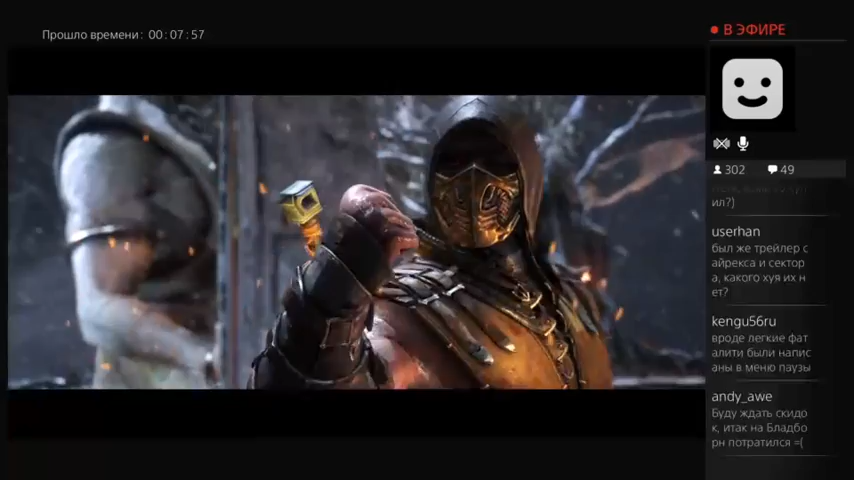 Прошло времени: 00:07:57
В ЭФИРЕ
302 49
ил?)
userhan
был же трейлер с
айрекса и сектор
а, какого хуя их н
ет?
kengu56ru
вроде легкие фат
алити были напис
аны в меню паузы
andy_awe
Буду ждать скидо
к, итак на Бладбо
рн потратился =(